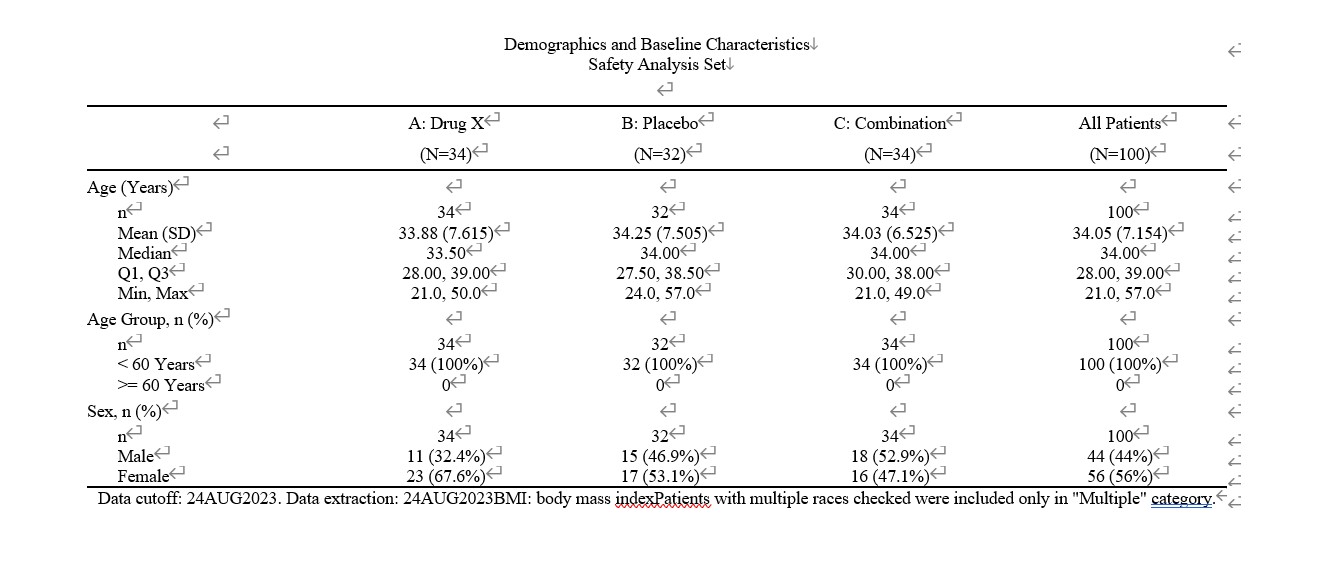 Demographics and Baseline Characteristics↓
Safety Analysis Set↓
A: Drug X B: Placebo C: Combination All Patients
(N=34) (N=32) (N=34) (N=100)
Age (Years)
n 34 32 34 100
Mean (SD) 33.88 (7.615) 34.25 (7.505) 34.03 (6.525) 34.05 (7.154)
Median 33.50 34.00 34.00 34.00
Q1, Q3 28.00, 39.00 27.50, 38.50 30.00, 38.00 28.00, 39.00
Min, Max 21.0, 50.0 24.0, 57.0 21.0, 49.0 21.0, 57.0
Age Group, n (%)
n 34 32 34 100
< 60 Years 34 (100%) 32 (100%) 34 (100%) 100 (100%)
>= 60 Years 0 0 0 0
Sex, n (%)
n 34 32 34 100
Male 11 (32.4%) 15 (46.9%) 18 (52.9%) 44 (44%)
Female 23 (67.6%) 17 (53.1%) 16 (47.1%) 56 (56%)
Data cutoff: 24AUG2023. Data extraction: 24AUG2023BMI: body mass indexPatients with multiple races checked were included only in "Multiple" category.